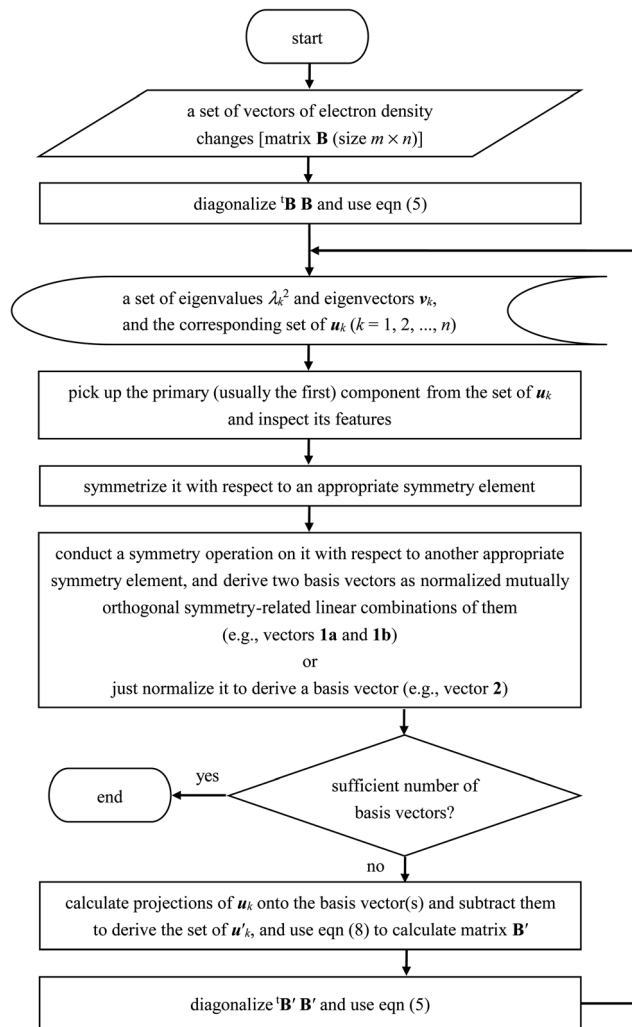 start
a set of vectors of electron density
changes [matrix B (size m × n)]
diagonalize ᵗB B and use eqn (5)
a set of eigenvalues λₖ² and eigenvectors vₖ,
and the corresponding set of uₖ (k = 1, 2, ..., n)
pick up the primary (usually the first) component from the set of uₖ
and inspect its features
symmetrize it with respect to an appropriate symmetry element
conduct a symmetry operation on it with respect to another appropriate
symmetry element, and derive two basis vectors as normalized mutually
orthogonal symmetry-related linear combinations of them
(e.g., vectors 1a and 1b)
or
just normalize it to derive a basis vector (e.g., vector 2)
sufficient number of
basis vectors?
yes
end
no
calculate projections of uₖ onto the basis vector(s) and subtract them
to derive the set of u′ₖ, and use eqn (8) to calculate matrix B′
diagonalize ᵗB′ B′ and use eqn (5)